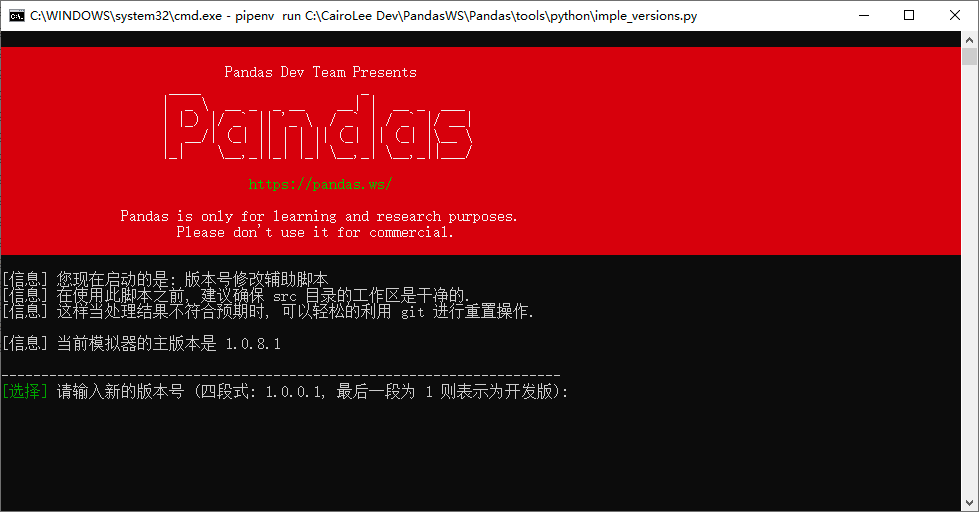 C:\WINDOWS\system32\cmd.exe - pipenv  run C:\CairoLee Dev\PandasWS\Pandas\tools\python\imple_versions.py
Pandas Dev Team Presents
Pandas
https://pandas.ws/
Pandas is only for learning and research purposes.
Please don't use it for commercial.
[信息] 您现在启动的是: 版本号修改辅助脚本
[信息] 在使用此脚本之前, 建议确保 src 目录的工作区是干净的.
[信息] 这样当处理结果不符合预期时, 可以轻松的利用 git 进行重置操作.
[信息] 当前模拟器的主版本是 1.0.8.1
[选择] 请输入新的版本号 (四段式: 1.0.0.1, 最后一段为 1 则表示为开发版):